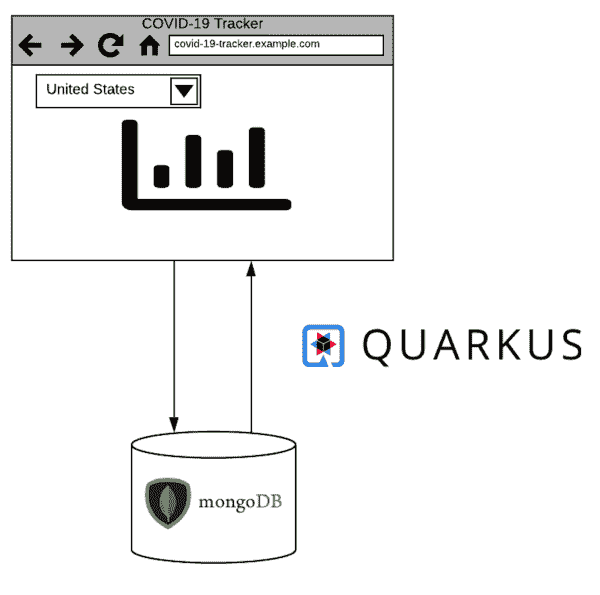 COVID-19 Tracker
covid-19-tracker.example.com
United States
QUARKUS
mongoDB